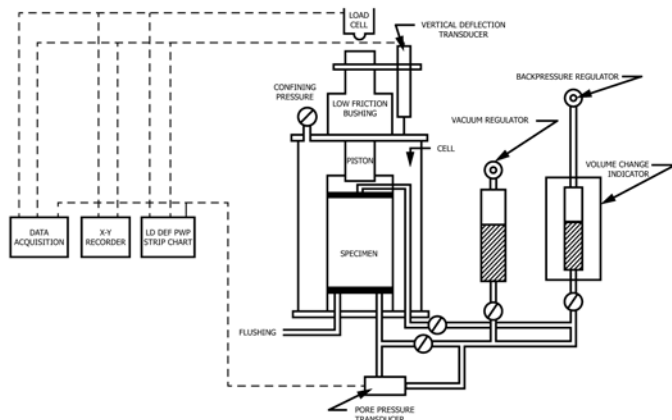 LOAD
CELL
VERTICAL DEFLECTION
TRANSDUCER
BACKPRESSURE REGULATOR
CONFINING
PRESSURE
LOW FRICTION
BUSHING
VACUUM REGULATOR
CELL
VOLUME CHANGE
INDICATOR
PISTON
DATA
ACQUISITION
X-Y
RECORDER
LD DEF PWP
STRIP CHART
SPECIMEN
FLUSHING
PORE PRESSURE
TRANSDUCER